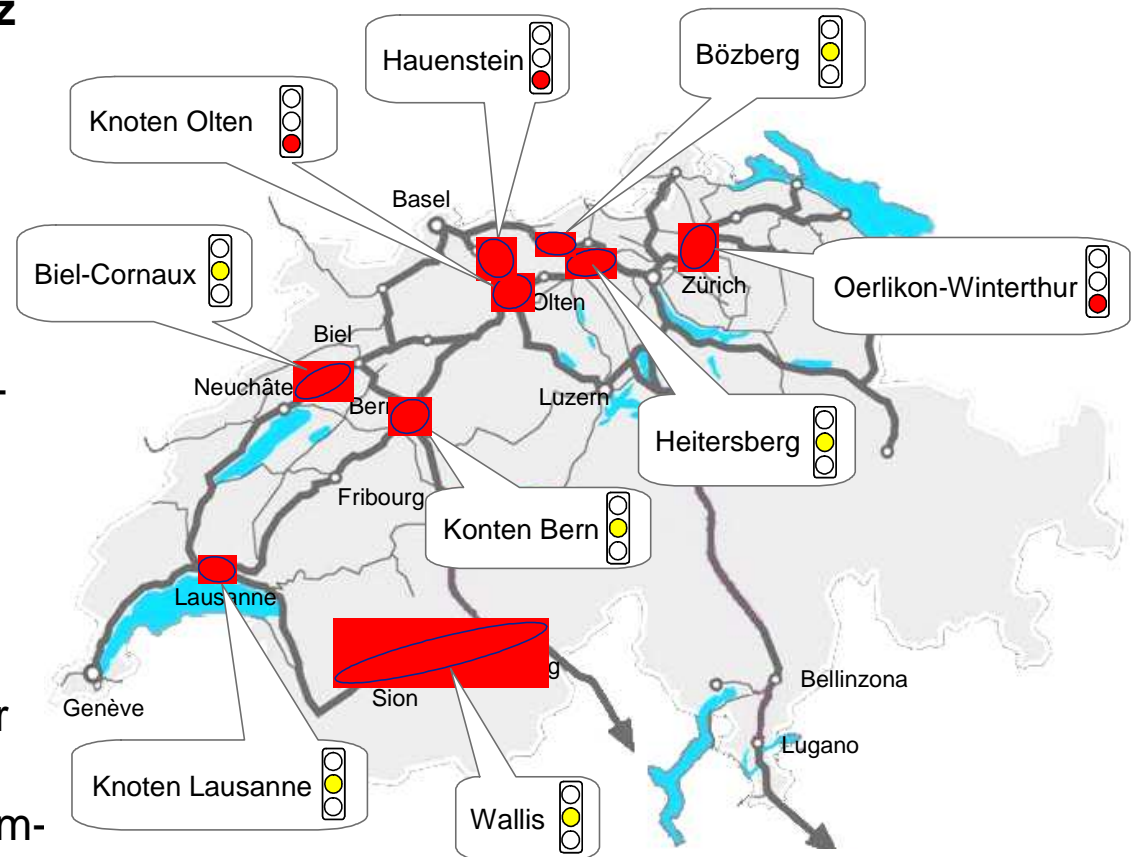 z
Hauenstein
Bözberg
Knoten Olten
Basel
Biel-Cornaux
Zürich
Oerlikon-Winterthur
Olten
Biel
Neuchâte
-
Bern
Luzern
Heitersberg
Fribourg
Konten Bern
Lausanne
g
Bellinzona
Sion
Genève
r
Lugano
Knoten Lausanne
Wallis
m-